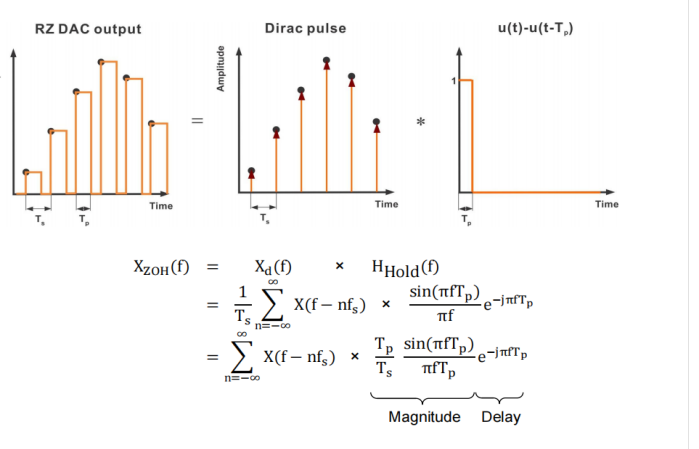 RZ DAC output
Dirac pulse
u(t)-u(t-Tₚ)
Amplitude
1
=
*
Time
Time
Time
Tₛ
Tₚ
Tₛ
Tₚ
X_ZOH(f) = X_d(f) × H_Hold(f)
= 1/Tₛ ∑_{n=−∞}^{∞} X(f − nfₛ) × sin(πfTₚ)/πf e^{−jπfTₚ}
= ∑_{n=−∞}^{∞} X(f − nfₛ) × Tₚ/Tₛ sin(πfTₚ)/πfTₚ e^{−jπfTₚ}
Magnitude Delay